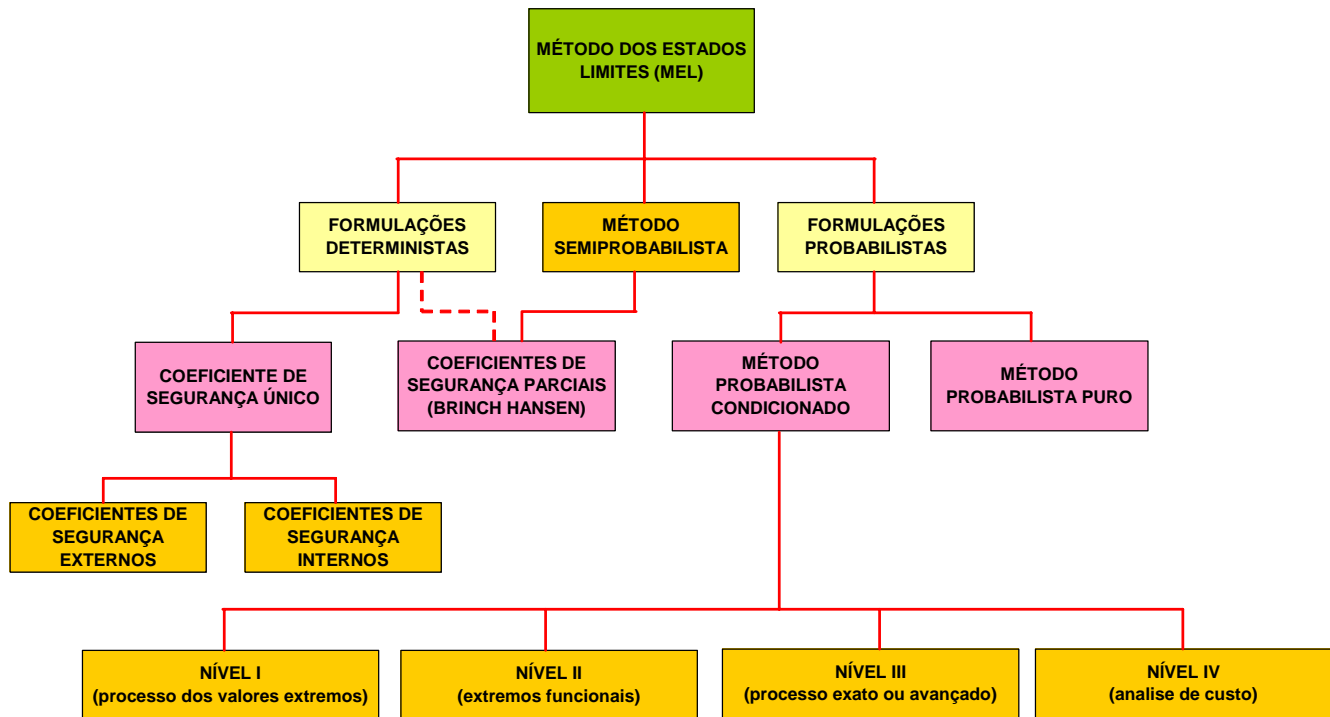 MÉTODO DOS ESTADOS
LIMITES (MEL)
FORMULAÇÕES
DETERMINISTAS
MÉTODO
SEMIPROBABILISTA
FORMULAÇÕES
PROBABILISTAS
COEFICIENTE DE
SEGURANÇA ÚNICO
COEFICIENTES DE
SEGURANÇA PARCIAIS
(BRINCH HANSEN)
MÉTODO
PROBABILISTA
CONDICIONADO
MÉTODO
PROBABILISTA PURO
COEFICIENTES DE
SEGURANÇA
EXTERNOS
COEFICIENTES DE
SEGURANÇA
INTERNOS
NÍVEL I
(processo dos valores extremos)
NÍVEL II
(extremos funcionais)
NÍVEL III
(processo exato ou avançado)
NÍVEL IV
(analise de custo)